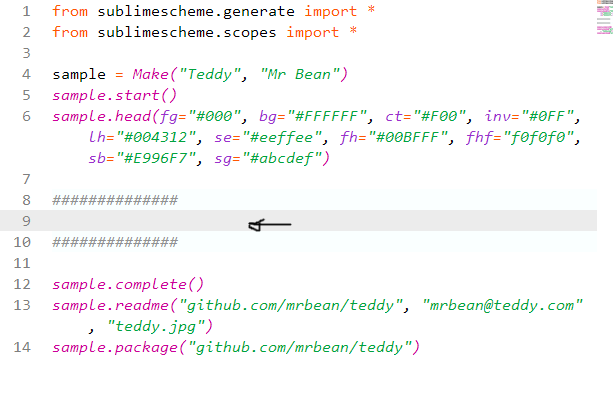 1 from sublimescheme.generate import *
2 from sublimescheme.scopes import *
3
4 sample = Make("Teddy", "Mr Bean")
5 sample.start()
6 sample.head(fg="#000", bg="#FFFFFF", ct="#F00", inv="#0FF",
lh="#004312", se="#eeffee", fh="#00BFFF", fhf="f0f0f0",
sb="#E996F7", sg="#abcdef")
7
8 ##############
9
10 ##############
11
12 sample.complete()
13 sample.readme("github.com/mrbean/teddy", "mrbean@teddy.com"
, "teddy.jpg")
14 sample.package("github.com/mrbean/teddy")